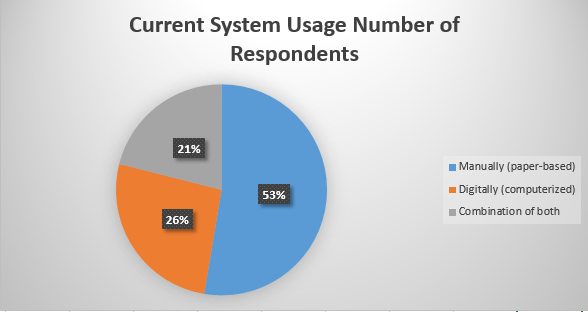 Current System Usage Number of
Respondents
21%
53%
26%
Manually (paper-based)
Digitally (computerized)
Combination of both